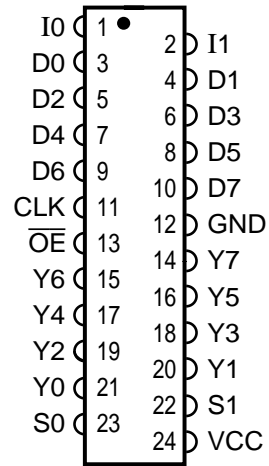 I0 1
2 I1
D0 3
4 D1
D2 5
6 D3
D4 7
8 D5
D6 9
10 D7
CLK 11
12 GND
O̅E̅ 13
14 Y7
Y6 15
16 Y5
Y4 17
18 Y3
Y2 19
20 Y1
Y0 21
22 S1
S0 23
24 VCC